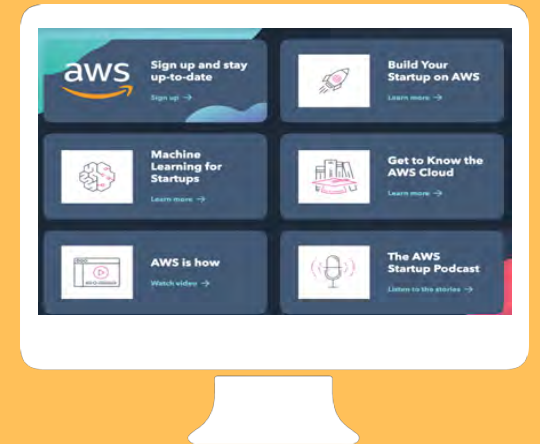 aws
Sign up and stay
up-to-date
Sign up →
Build Your
Startup on AWS
Learn more →
Machine
Learning for
Startups
Learn more →
Get to Know the
AWS Cloud
Learn more →
AWS is how
Watch video →
The AWS
Startup Podcast
Listen to the stories →